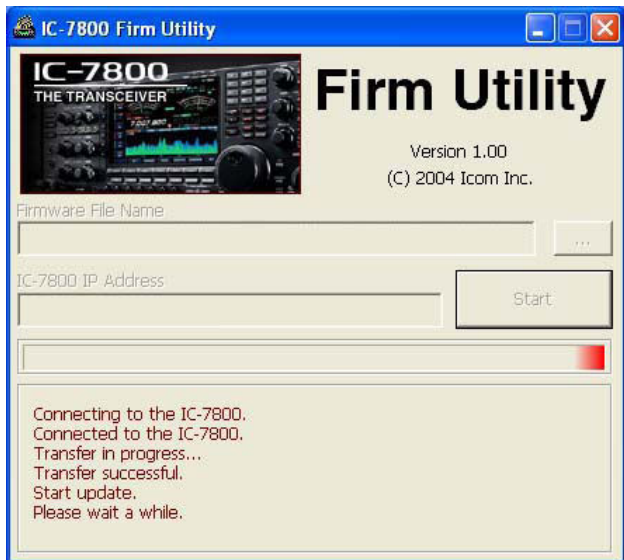 IC-7800 Firm Utility
IC-7800
THE TRANSCEIVER
Firm Utility
Version 1.00
(C) 2004 Icom Inc.
Firmware File Name
...
IC-7800 IP Address
Start
Connecting to the IC-7800.
Connected to the IC-7800.
Transfer in progress...
Transfer successful.
Start update.
Please wait a while.